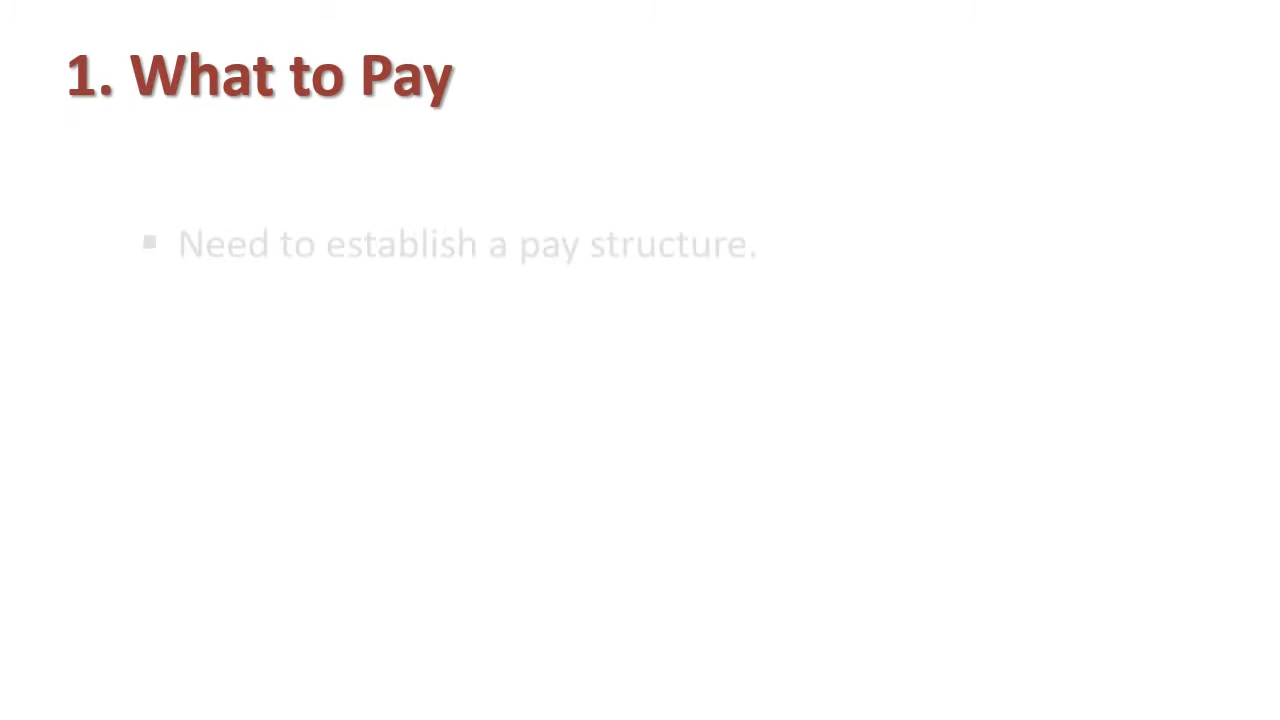 1. What to Pay
▪ Need to establish a pay structure.